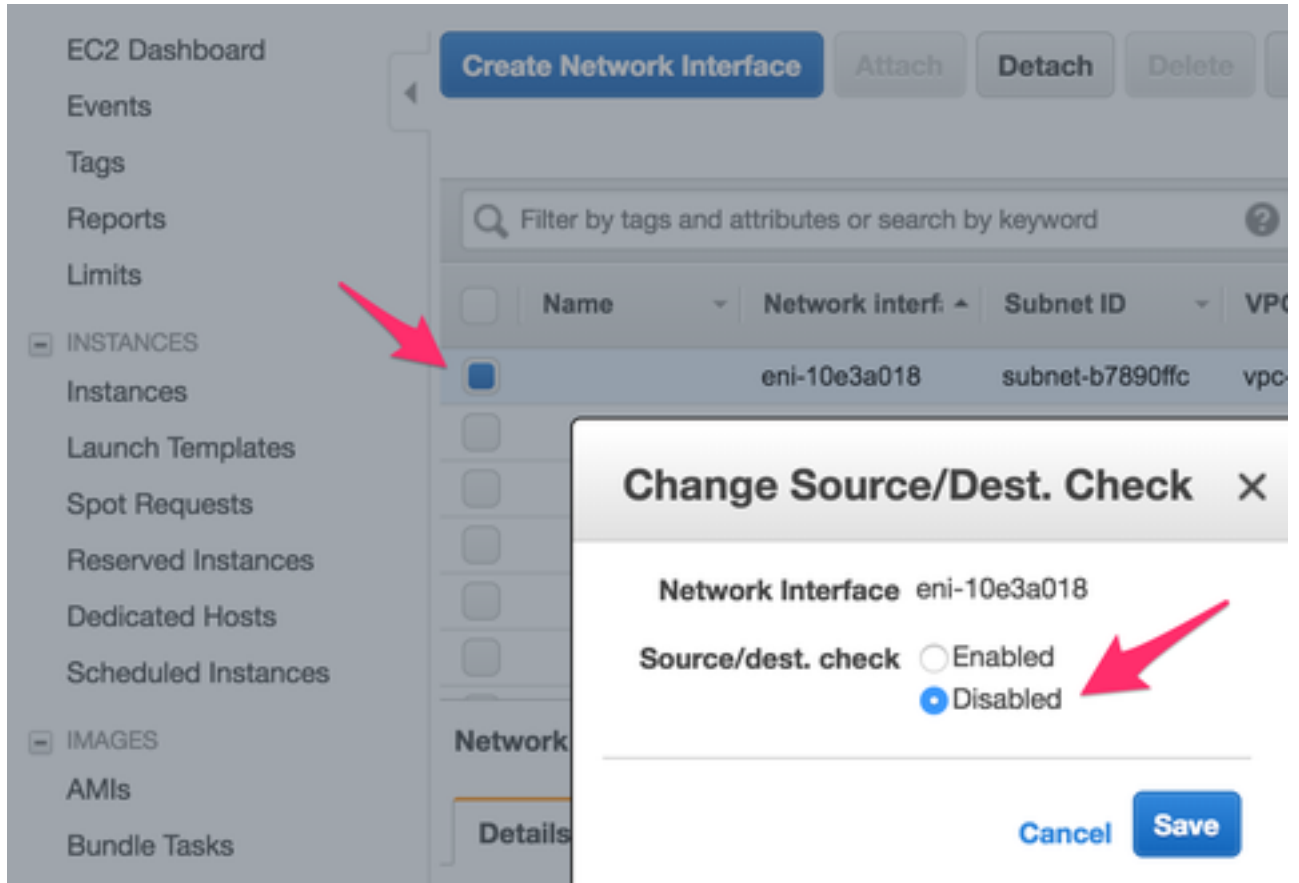 EC2 Dashboard
Events
Tags
Reports
Limits
INSTANCES
Instances
Launch Templates
Spot Requests
Reserved Instances
Dedicated Hosts
Scheduled Instances
IMAGES
AMIs
Bundle Tasks
Create Network Interface Attach Detach Delete
Filter by tags and attributes or search by keyword
Name Network interf Subnet ID VPC
eni-10e3a018 subnet-b7890ffc vpc-
Network
Details
Change Source/Dest. Check
Network Interface eni-10e3a018
Source/dest. check Enabled
Disabled
Cancel Save